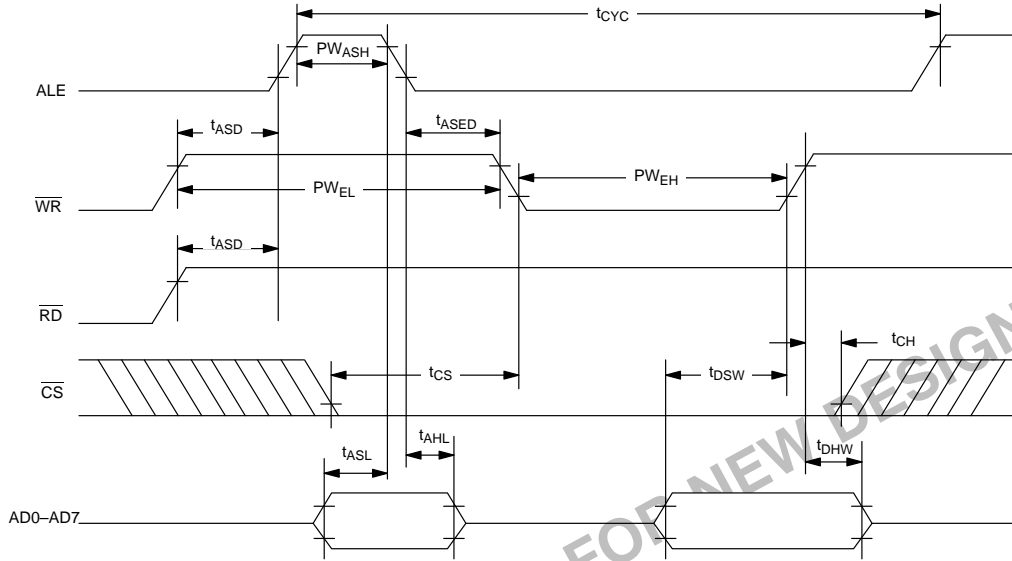 tCYC
PWASH
ALE
tASD
tASED
PWEL
PWEH
WR
tASD
RD
tCH
CS
tCS
tDSW
tAHL
tASL
tDHW
AD0–AD7
FOR NEW DESIGN